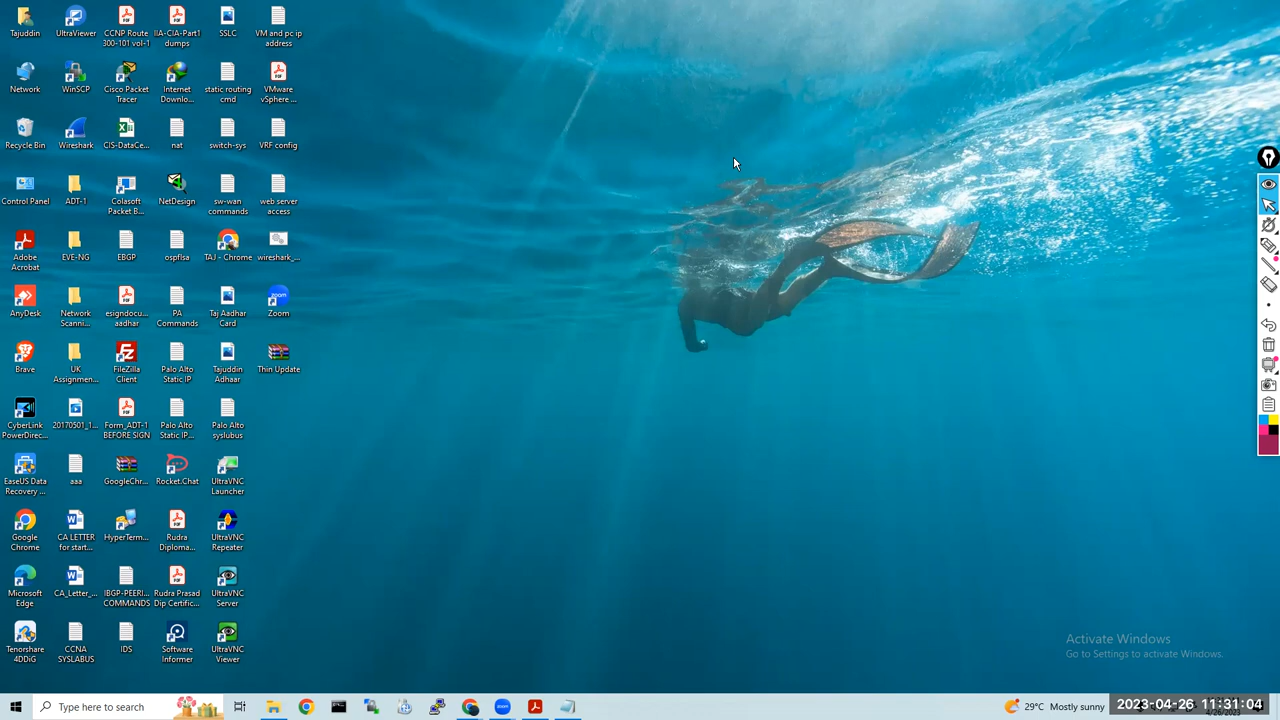 Tajuddin
UltraViewer
CCNP Route
300-101 vol-1
IIA-CIA-Part1
dumps
SSLC
VM and pc ip
address
Network
WinSCP
Cisco Packet
Tracer
Internet
Downlo...
static routing
cmd
VMware
vSphere ...
Recycle Bin
Wireshark
CIS-DataCe...
nat
switch-sys
VRF config
Control Panel
ADT-1
Colasoft
Packet B...
NetDesign
sw-wan
commands
web server
access
Adobe
Acrobat
EVE-NG
EBGP
ospflsa
TAJ - Chrome
wireshark_...
AnyDesk
Network
Scanni...
esigndocu...
aadhar
PA
Commands
Taj Aadhar
Card
zoom
Zoom
Brave
UK
Assignmen...
FileZilla
Client
Palo Alto
Static IP
Tajuddin
Adhaar
Thin Update
CyberLink
PowerDirec...
20170501_1...
Form_ADT-1
BEFORE SIGN
Palo Alto
Static IP...
Palo Alto
syslubus
EaseUS Data
Recovery ...
aaa
GoogleChr...
Rocket.Chat
UltraVNC
Launcher
Google
Chrome
CA LETTER
for start...
HyperTerm...
Rudra
Diploma...
UltraVNC
Repeater
Microsoft
Edge
CA_Letter_...
IBGP-PEERI...
COMMANDS
Rudra Prasad
Dip Certific...
UltraVNC
Server
Tenorshare
4DDiG
CCNA
SYSLABUS
IDS
Software
Informer
UltraVNC
Viewer
Activate Windows
Go to Settings to activate Windows.
Type here to search
zoom
29°C Mostly sunny
2023-04-26 11:31:04